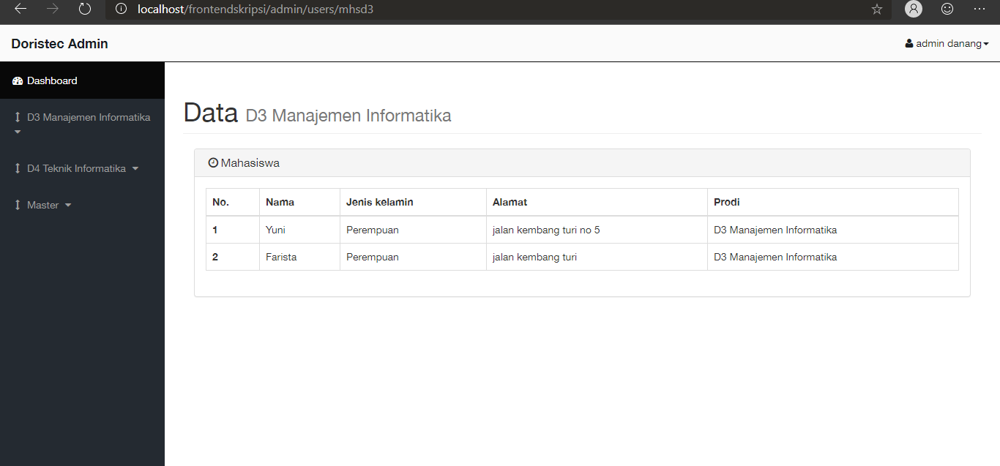 localhost/frontendskripsi/admin/users/mhsd3
Doristec Admin
admin danang
Dashboard
D3 Manajemen Informatika
D4 Teknik Informatika
Master
Data D3 Manajemen Informatika
Mahasiswa
No. Nama Jenis kelamin Alamat Prodi
1 Yuni Perempuan jalan kembang turi no 5 D3 Manajemen Informatika
2 Farista Perempuan jalan kembang turi D3 Manajemen Informatika